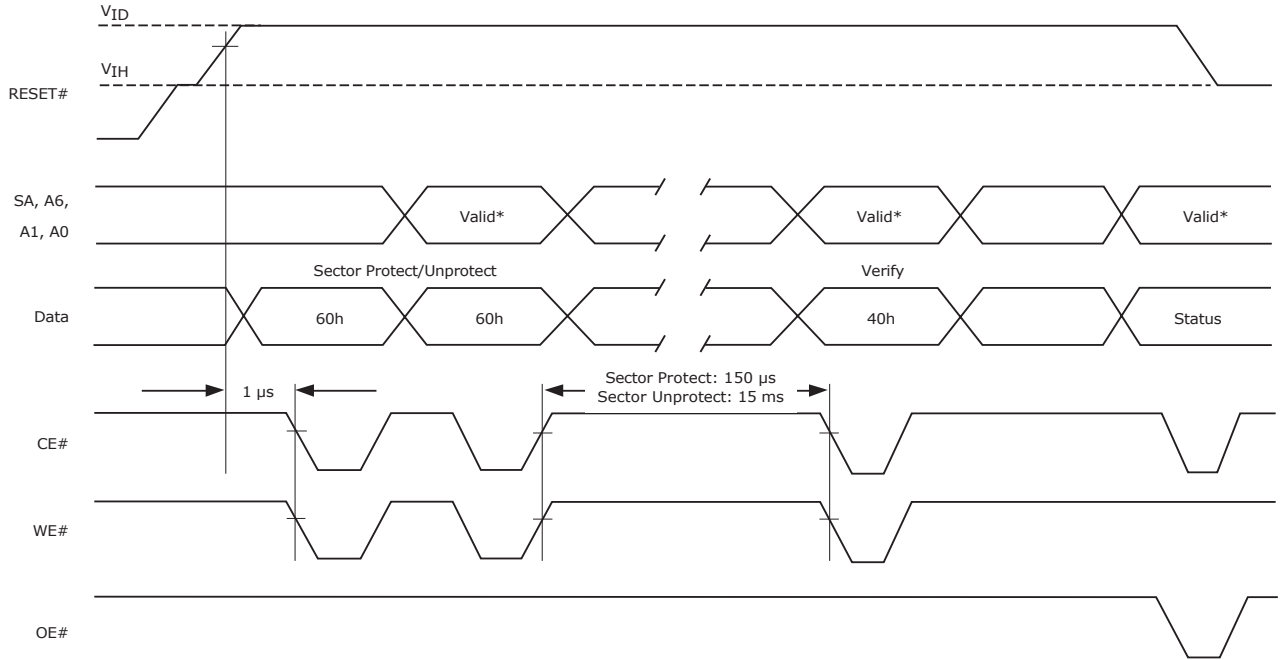 VID
VIH
RESET#
SA, A6,
A1, A0
Valid*
Valid*
Valid*
Sector Protect/Unprotect
Verify
Data
60h
60h
40h
Status
1 µs
Sector Protect: 150 µs
Sector Unprotect: 15 ms
CE#
WE#
OE#